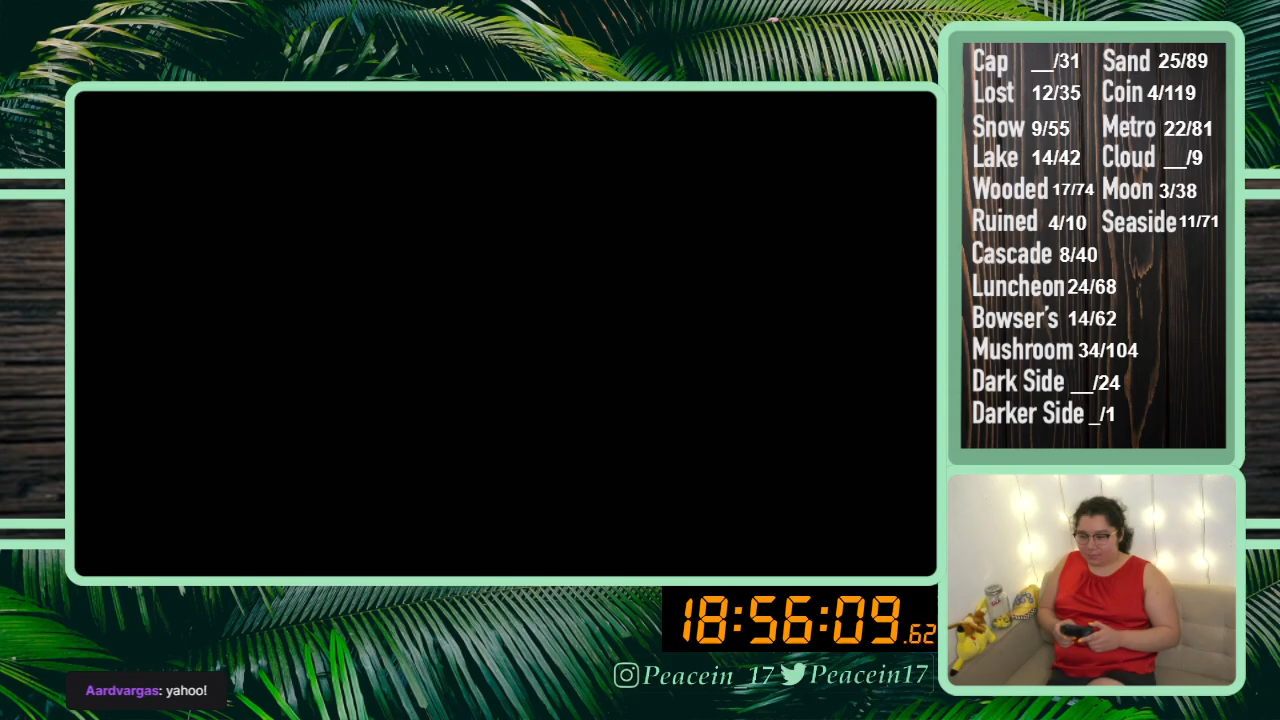 Cap __/31 Sand 25/89
Lost 12/35 Coin 4/119
Snow 9/55 Metro 22/81
Lake 14/42 Cloud __/9
Wooded 17/74 Moon 3/38
Ruined 4/10 Seaside 11/71
Cascade 8/40
Luncheon 24/68
Bowser's 14/62
Mushroom 34/104
Dark Side __/24
Darker Side _/1
18:56:09.62
Peacein_17 Peacein17
Aardvargas: yahoo!